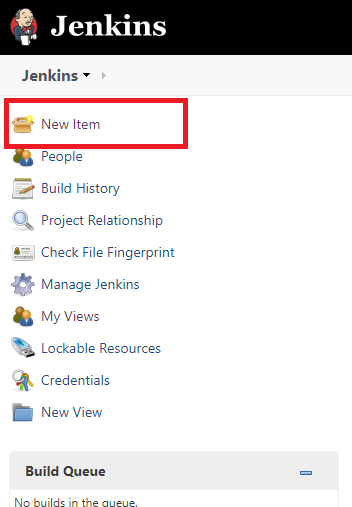 Jenkins
Jenkins
New Item
People
Build History
Project Relationship
Check File Fingerprint
Manage Jenkins
My Views
Lockable Resources
Credentials
New View
Build Queue
No builds in the queue.